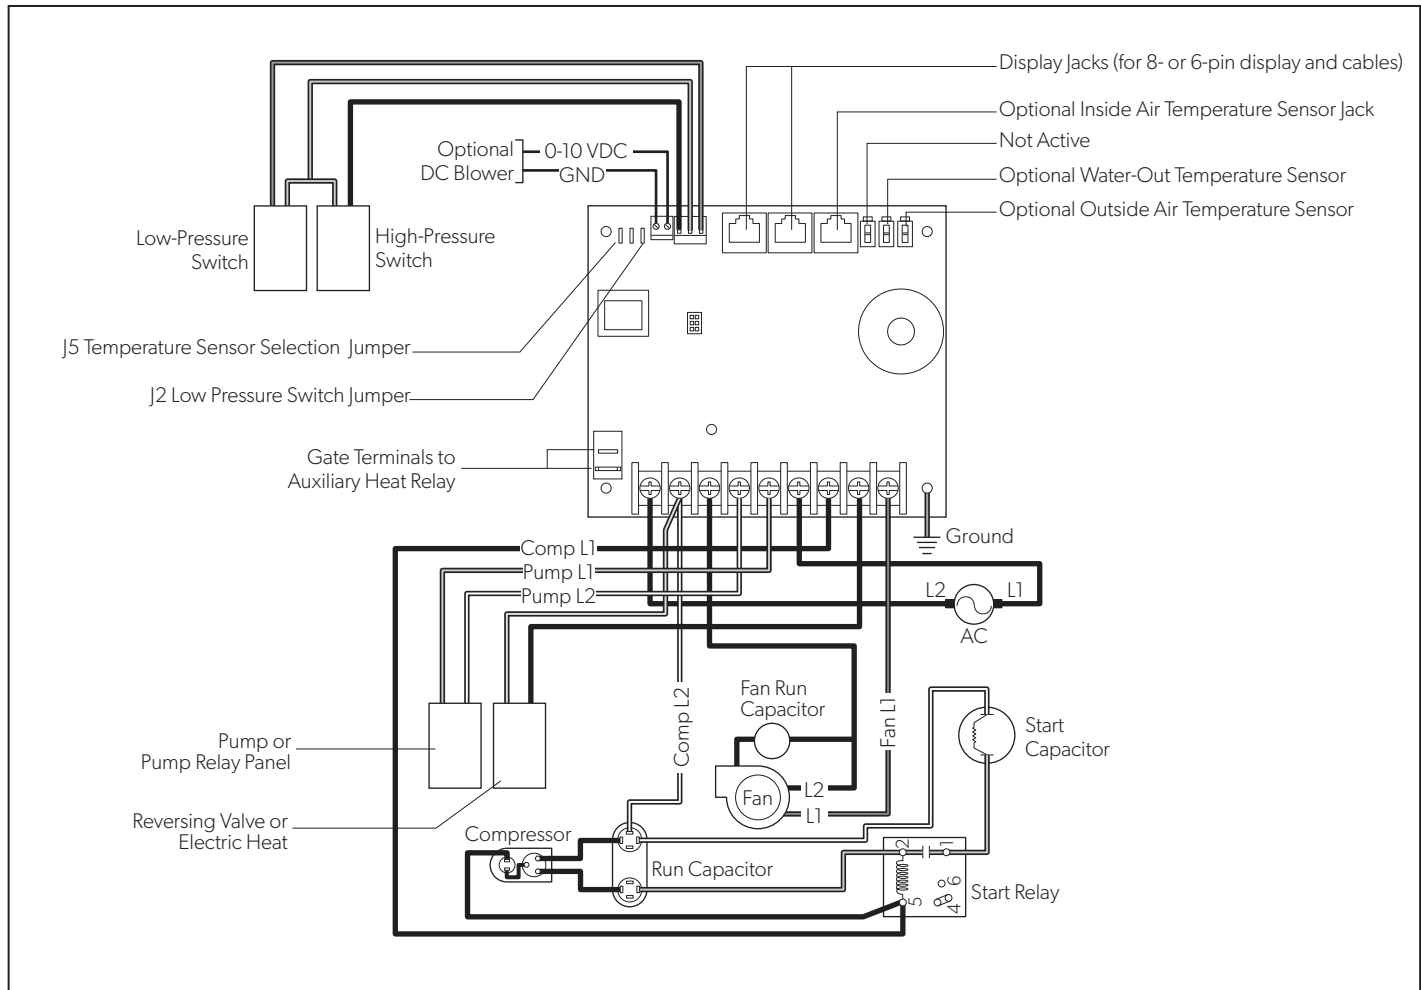 Display Jacks (for 8- or 6-pin display and cables)
Optional Inside Air Temperature Sensor Jack
Not Active
Optional Water-Out Temperature Sensor
Optional Outside Air Temperature Sensor
Optional
DC Blower
0-10 VDC
GND
Low-Pressure
Switch
High-Pressure
Switch
J5 Temperature Sensor Selection Jumper
J2 Low Pressure Switch Jumper
Gate Terminals to
Auxiliary Heat Relay
Ground
Comp L1
Pump L1
Pump L2
L2
L1
AC
Comp L2
Fan Run
Capacitor
Fan L1
Start
Capacitor
Pump or
Pump Relay Panel
Fan
L2
L1
Reversing Valve or
Electric Heat
Compressor
Run Capacitor
2
1
5
6
4
Start Relay